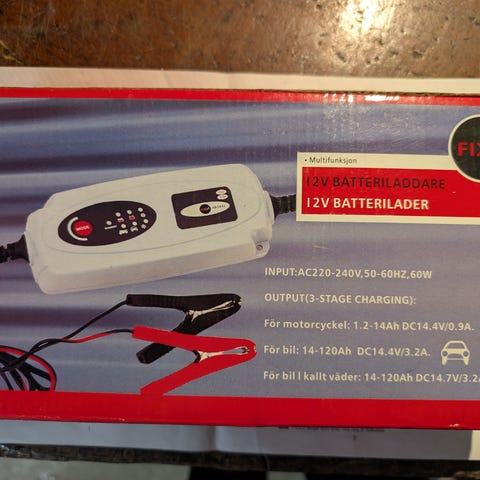 • Multifunksjon
12V BATTERILADDARE
12V BATTERILADER
MODE
INPUT:AC220-240V,50-60HZ,60W
OUTPUT(3-STAGE CHARGING):
För motorcyckel: 1.2-14Ah DC14.4V/0.9A.
För bil: 14-120Ah DC14.4V/3.2A.
För bil I kallt väder: 14-120Ah DC14.7V/3.2